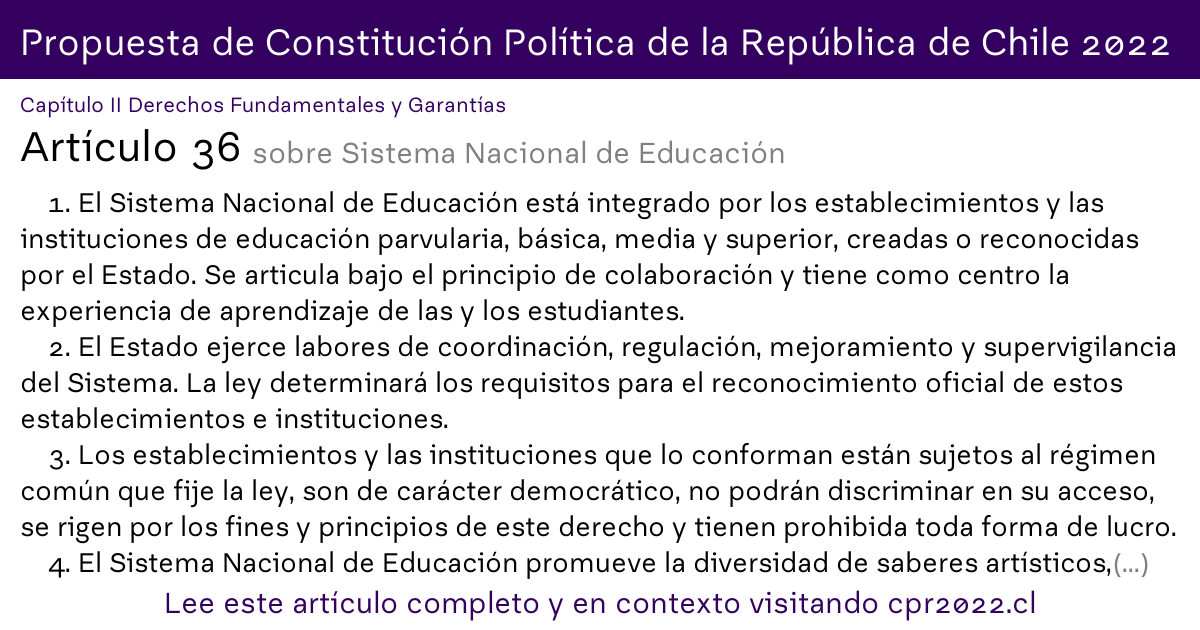 Propuesta de Constitución Política de la República de Chile 2022
Capítulo II Derechos Fundamentales y Garantías
Artículo 36 sobre Sistema Nacional de Educación
1. El Sistema Nacional de Educación está integrado por los establecimientos y las
instituciones de educación parvularia, básica, media y superior, creadas o reconocidas
por el Estado. Se articula bajo el principio de colaboración y tiene como centro la
experiencia de aprendizaje de las y los estudiantes.
2. El Estado ejerce labores de coordinación, regulación, mejoramiento y supervigilancia
del Sistema. La ley determinará los requisitos para el reconocimiento oficial de estos
establecimientos e instituciones.
3. Los establecimientos y las instituciones que lo conforman están sujetos al régimen
común que fije la ley, son de carácter democrático, no podrán discriminar en su acceso,
se rigen por los fines y principios de este derecho y tienen prohibida toda forma de lucro.
4. El Sistema Nacional de Educación promueve la diversidad de saberes artísticos,(...)
Lee este artículo completo y en contexto visitando cpr2022.cl